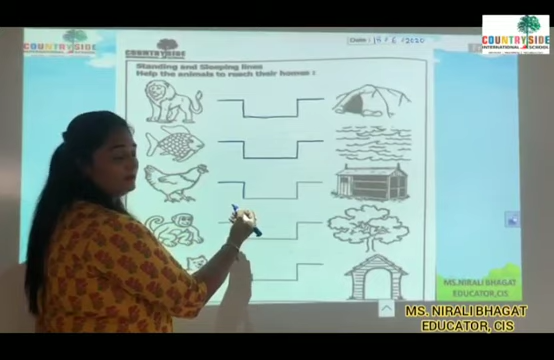 COUNTRYSIDE
INTERNATIONAL SCHOOL
COUNTRYSIDE
COUNTRYSIDE
Date : 18 / 6 / 2020
Standing and Sleeping lines
Help the animals to reach their homes :
MS.NIRALI BHAGAT
EDUCATOR,CIS
MS. NIRALI BHAGAT
EDUCATOR, CIS